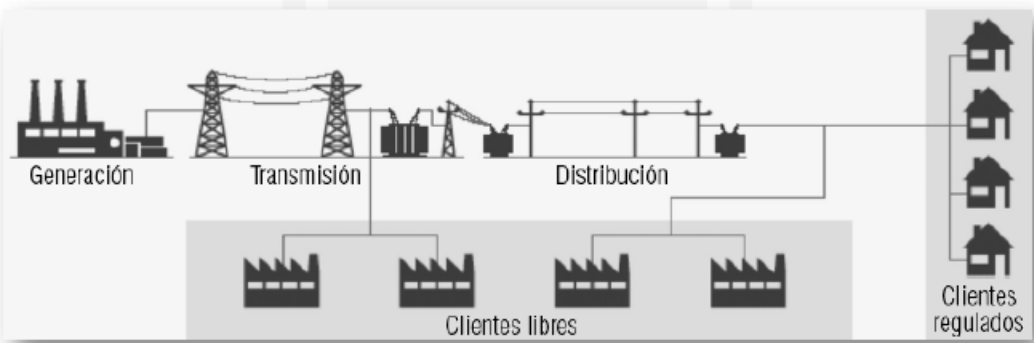 Generación
Transmisión
Distribución
Clientes libres
Clientes
regulados